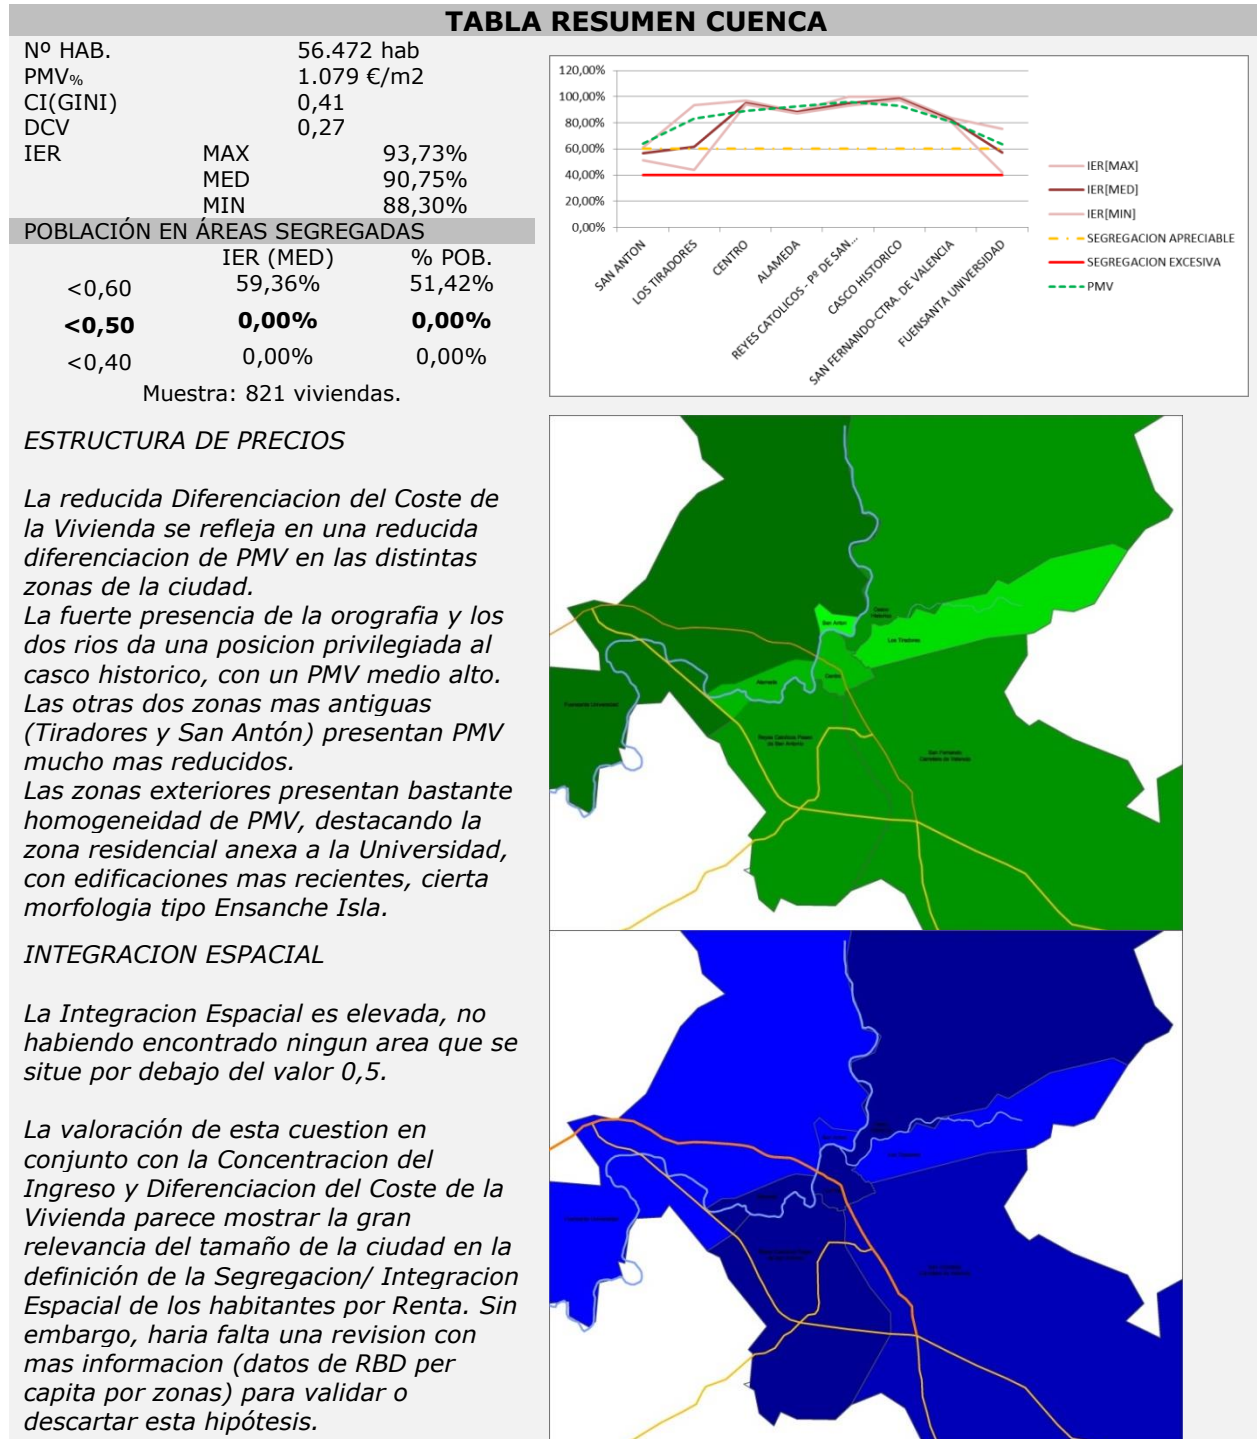 TABLA RESUMEN CUENCA
Nº HAB. 56.472 hab
PMV% 1.079 €/m2
CI(GINI) 0,41
DCV 0,27
IER MAX 93,73%
MED 90,75%
MIN 88,30%
POBLACIÓN EN ÁREAS SEGREGADAS
IER (MED) % POB.
<0,60 59,36% 51,42%
<0,50 0,00% 0,00%
<0,40 0,00% 0,00%
Muestra: 821 viviendas.
120,00%
100,00%
80,00%
60,00%
40,00%
20,00%
0,00%
SAN ANTON
LOS TIRADORES
CENTRO
ALAMEDA
REYES CATOLICOS - Pº DE SAN...
CASCO HISTORICO
SAN FERNANDO-CTRA. DE VALENCIA
FUENSANTA UNIVERSIDAD
IER[MAX]
IER[MED]
IER[MIN]
SEGREGACION APRECIABLE
SEGREGACION EXCESIVA
PMV
ESTRUCTURA DE PRECIOS
La reducida Diferenciacion del Coste de
la Vivienda se refleja en una reducida
diferenciacion de PMV en las distintas
zonas de la ciudad.
La fuerte presencia de la orografia y los
dos rios da una posicion privilegiada al
casco historico, con un PMV medio alto.
Las otras dos zonas mas antiguas
(Tiradores y San Antón) presentan PMV
mucho mas reducidos.
Las zonas exteriores presentan bastante
homogeneidad de PMV, destacando la
zona residencial anexa a la Universidad,
con edificaciones mas recientes, cierta
morfologia tipo Ensanche Isla.
INTEGRACION ESPACIAL
La Integracion Espacial es elevada, no
habiendo encontrado ningun area que se
situe por debajo del valor 0,5.
La valoración de esta cuestion en
conjunto con la Concentracion del
Ingreso y Diferenciacion del Coste de la
Vivienda parece mostrar la gran
relevancia del tamaño de la ciudad en la
definición de la Segregacion/ Integracion
Espacial de los habitantes por Renta. Sin
embargo, haria falta una revision con
mas informacion (datos de RBD per
capita por zonas) para validar o
descartar esta hipótesis.
San Anton
Los Tiradores
Alameda
Centro
Fuensanta Universidad